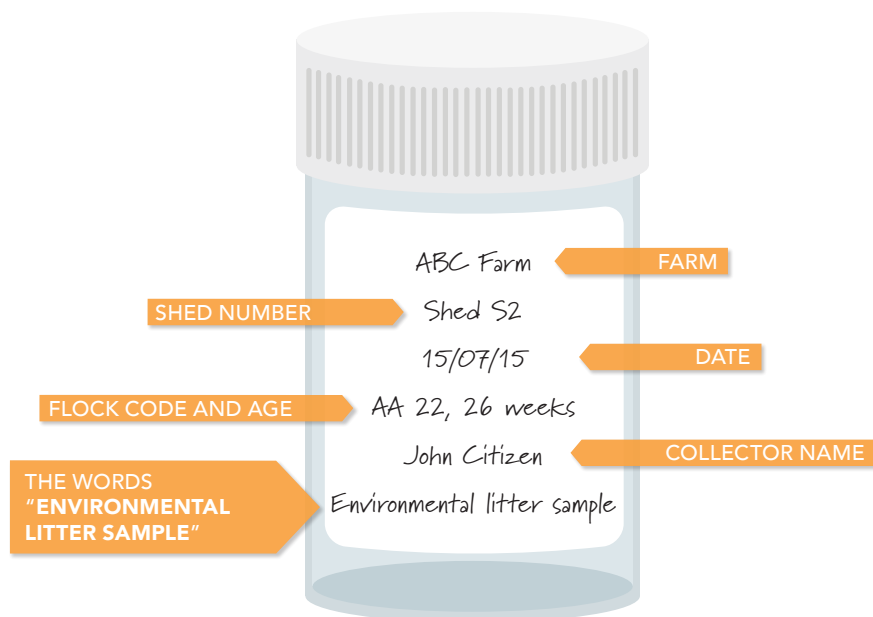 ABC Farm
FARM
SHED NUMBER
Shed S2
15/07/15
DATE
FLOCK CODE AND AGE
AA 22, 26 weeks
John Citizen
COLLECTOR NAME
THE WORDS
"ENVIRONMENTAL
LITTER SAMPLE"
Environmental litter sample